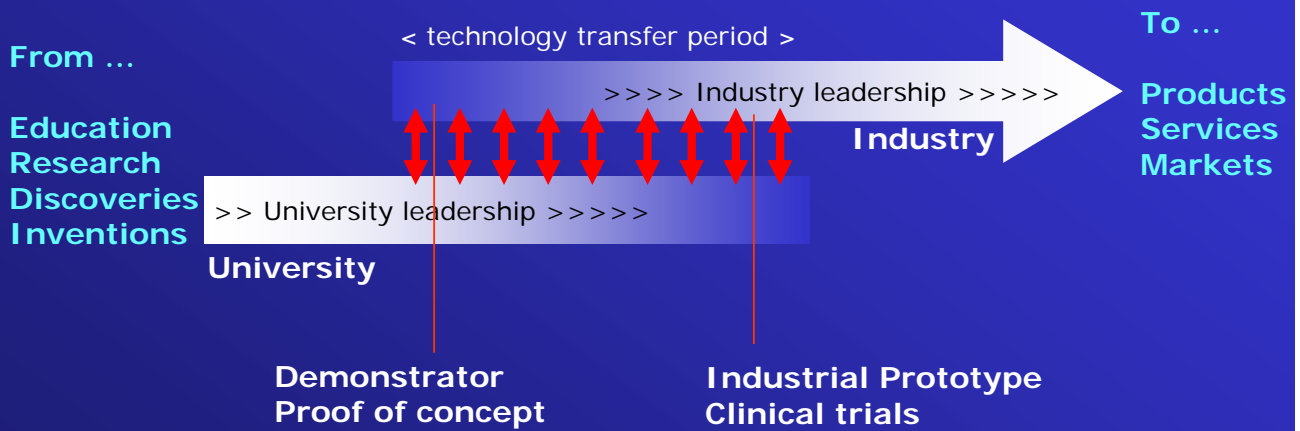 From …
Education
Research
Discoveries
Inventions
< technology transfer period >
>>>> Industry leadership >>>>>
Industry
>> University leadership >>>>>
University
To …
Products
Services
Markets
Demonstrator
Proof of concept
Industrial Prototype
Clinical trials